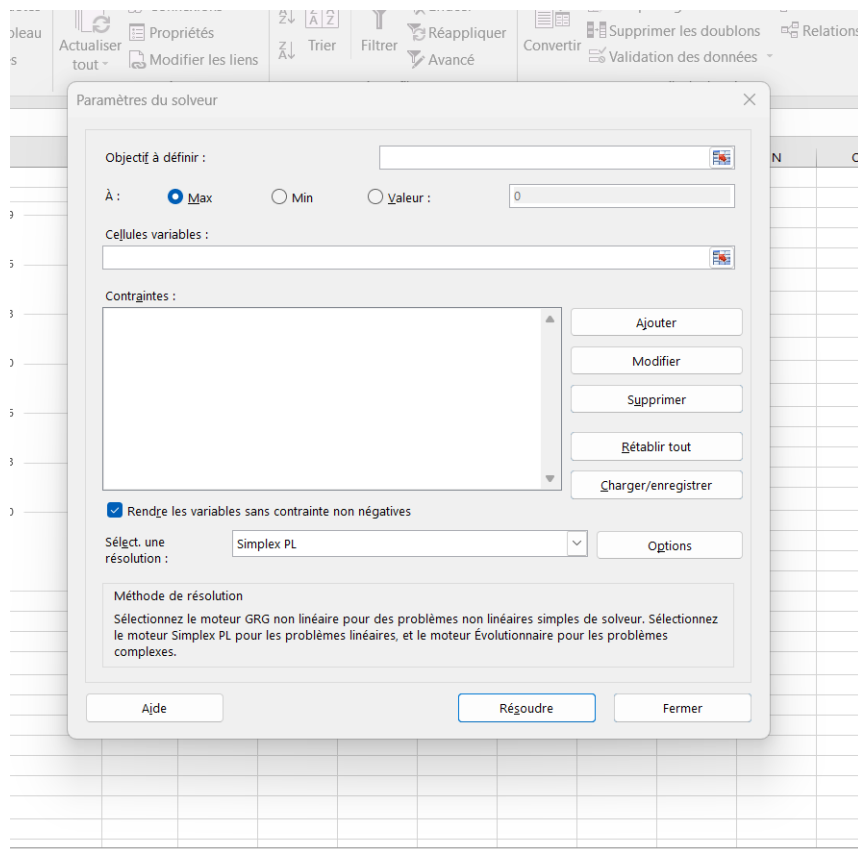 Propriétés
Réappliquer
Supprimer les doublons
Relations
Actualiser
Trier
Filtrer
Convertir
tout
Modifier les liens
Avancé
Validation des données
Paramètres du solveur
N
Objectif à définir :
À :
Max
Min
Valeur :
0
Cellules variables :
Contraintes :
Ajouter
Modifier
Supprimer
Rétablir tout
Charger/enregistrer
Rendre les variables sans contrainte non négatives
Sélect. une
résolution :
Simplex PL
Options
Méthode de résolution
Sélectionnez le moteur GRG non linéaire pour des problèmes non linéaires simples de solveur. Sélectionnez
le moteur Simplex PL pour les problèmes linéaires, et le moteur Évolutionnaire pour les problèmes
complexes.
Aide
Résoudre
Fermer